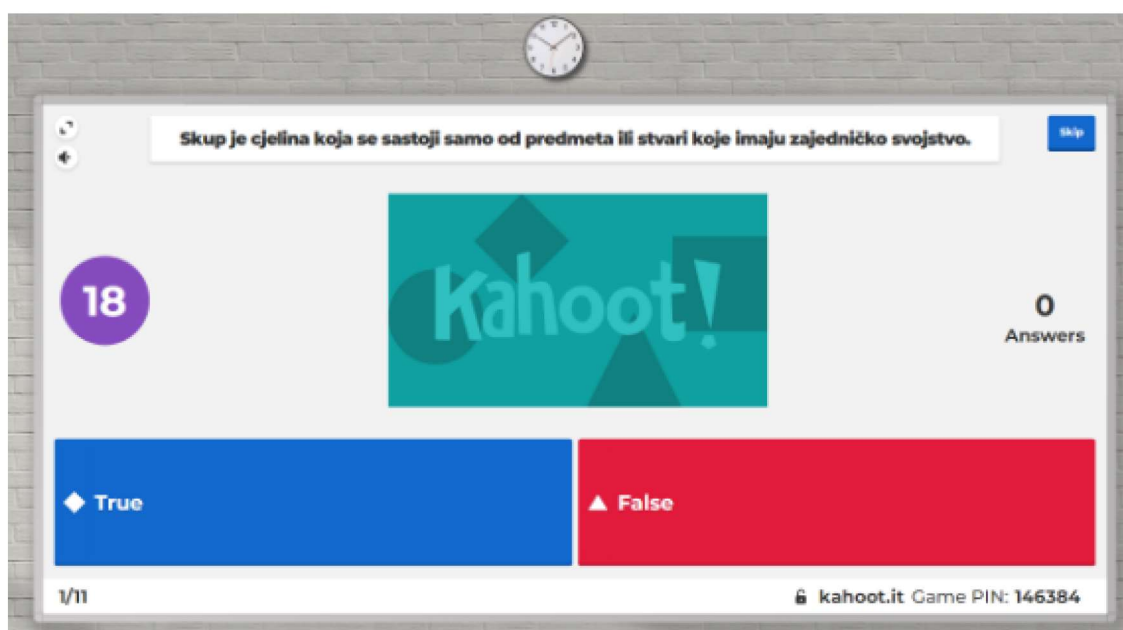 Skup je cjelina koja se sastoji samo od predmeta ili stvari koje imaju zajedničko svojstvo.
Skip
Kahoot!
18
0
Answers
True
False
1/11
kahoot.it Game PIN: 146384